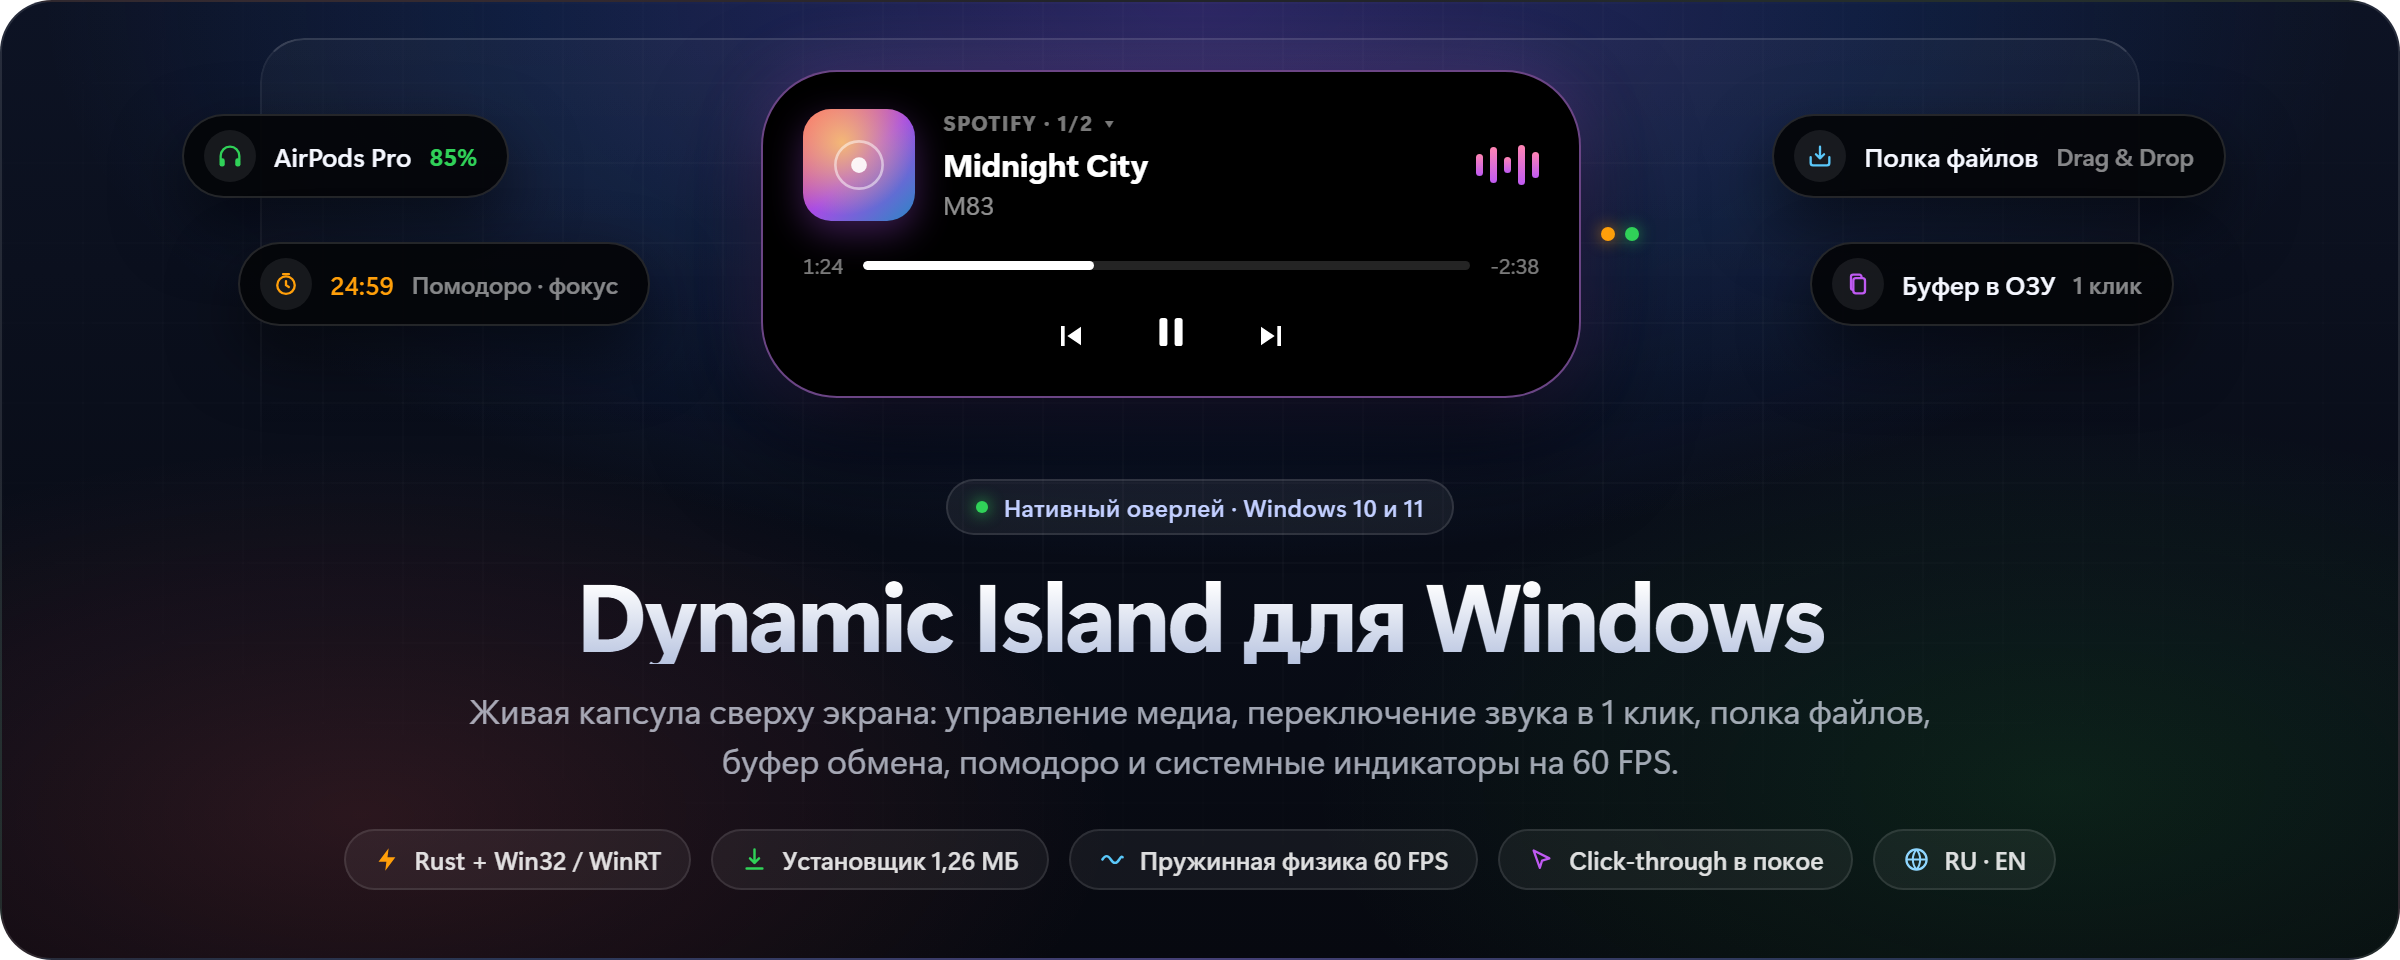 AirPods Pro 85%
24:59 Помодоро · фокус
SPOTIFY · 1/2
Midnight City
M83
1:24 -2:38
Полка файлов Drag & Drop
Буфер в ОЗУ 1 клик
Нативный оверлей · Windows 10 и 11
Dynamic Island для Windows
Живая капсула сверху экрана: управление медиа, переключение звука в 1 клик, полка файлов,
буфер обмена, помодоро и системные индикаторы на 60 FPS.
Rust + Win32 / WinRT
Установщик 1,26 МБ
Пружинная физика 60 FPS
Click-through в покое
RU · EN